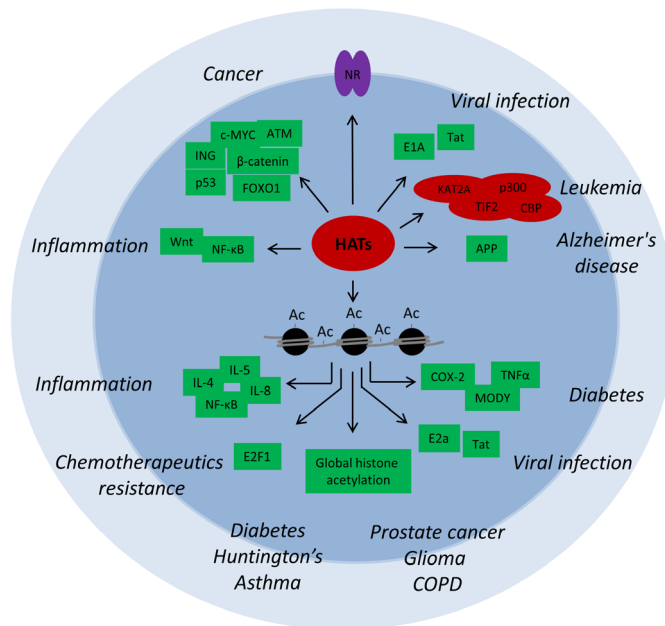 Cancer
NR
Viral infection
c-MYC
ATM
ING
β-catenin
p53
FOXO1
E1A
Tat
KAT2A
p300
TIF2
CBP
Leukemia
Inflammation
Wnt
NF-κB
HATs
APP
Alzheimer's
disease
Ac
Ac
Ac
Ac
Ac
Inflammation
IL-5
IL-4
IL-8
NF-κB
COX-2
TNFα
MODY
Diabetes
Chemotherapeutics
resistance
E2F1
Global histone
acetylation
E2a
Tat
Viral infection
Diabetes
Huntington’s
Asthma
Prostate cancer
Glioma
COPD